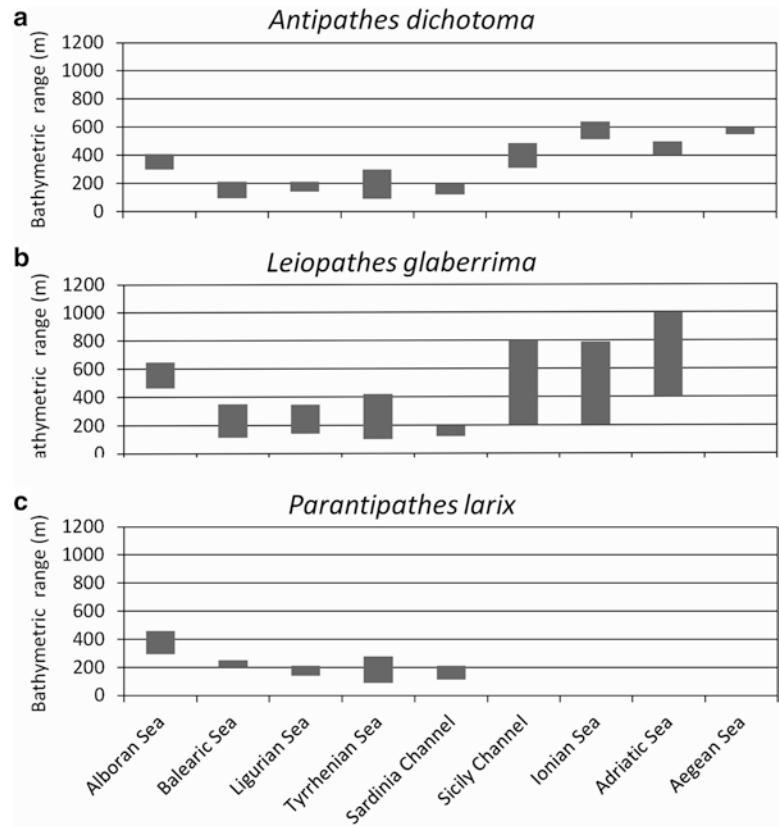 a
Antipathes dichotoma
Bathymetric range (m)
1200
1000
800
600
400
200
0
b
Leiopathes glaberrima
athymetric range (m)
1200
1000
800
600
400
200
0
c
Parantipathes larix
Bathymetric range (m)
1200
1000
800
600
400
200
0
Alboran Sea
Balearic Sea
Ligurian Sea
Tyrrhenian Sea
Sardinia Channel
Sicily Channel
Ionian Sea
Adriatic Sea
Aegean Sea